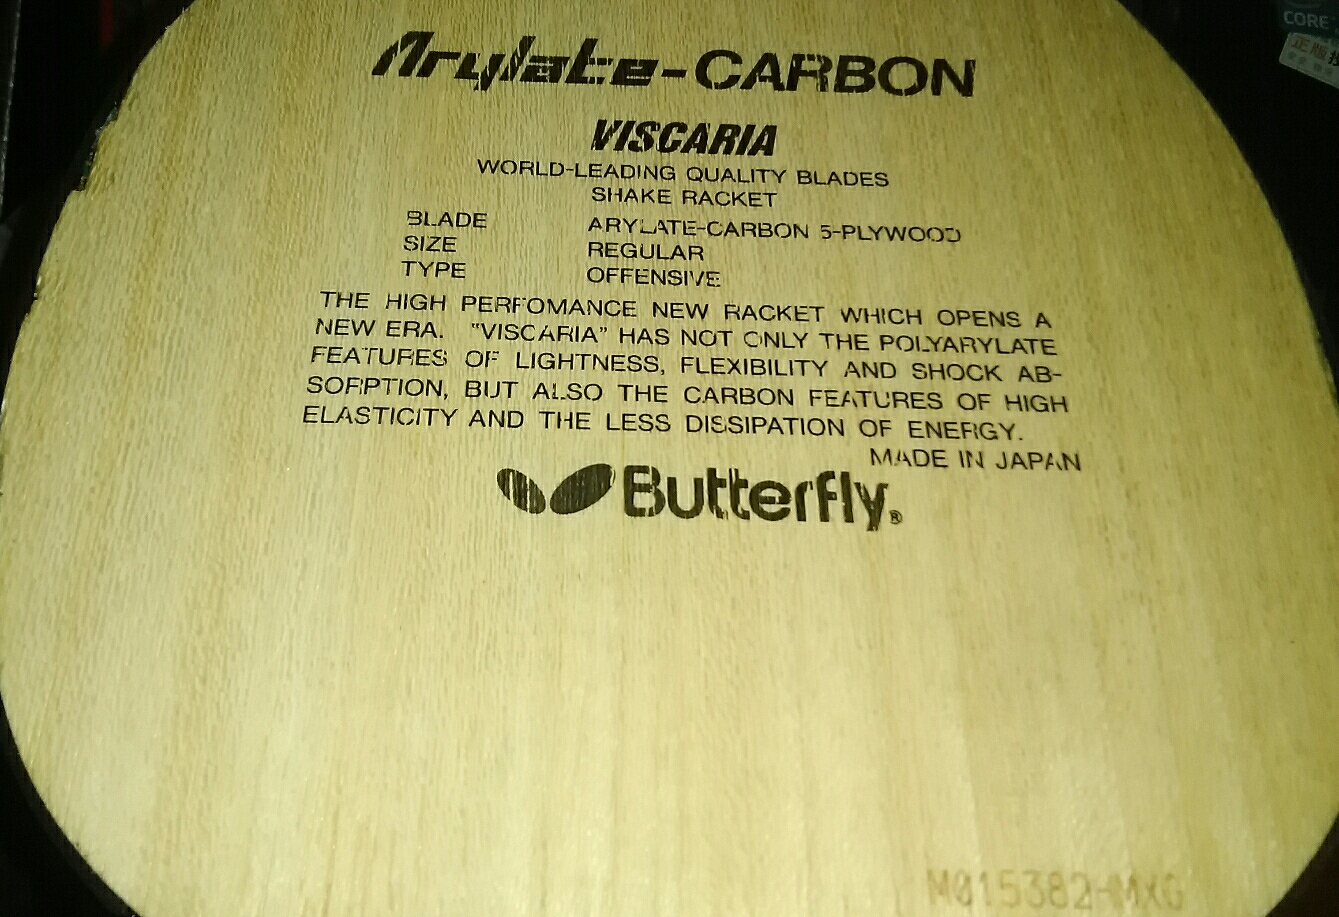 Arylate-CARBON
VISCARIA
WORLD-LEADING QUALITY BLADES
SHAKE RACKET
BLADE ARYLATE-CARBON 5-PLYWOOD
SIZE REGULAR
TYPE OFFENSIVE
THE HIGH PERFOMANCE NEW RACKET WHICH OPENS A
NEW ERA. "VISCARIA" HAS NOT ONLY THE POLYARYLATE
FEATURES OF LIGHTNESS, FLEXIBILITY AND SHOCK AB-
SORPTION, BUT ALSO THE CARBON FEATURES OF HIGH
ELASTICITY AND THE LESS DISSIPATION OF ENERGY.
MADE IN JAPAN
Butterfly®
M015382-MXG
CORE
正版